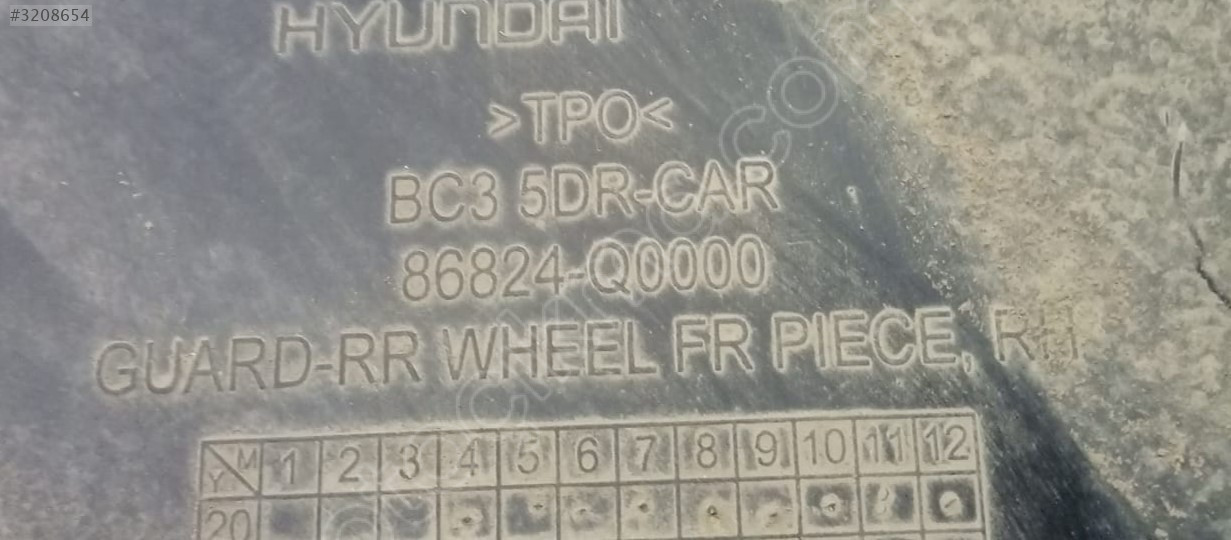 #3208654
HYUNDAI
>TPO<
BC3 5DR-CAR
86824-Q0000
GUARD-RR WHEEL FR PIECE, RH
Y M 1 2 3 4 5 6 7 8 9 10 11 12
20